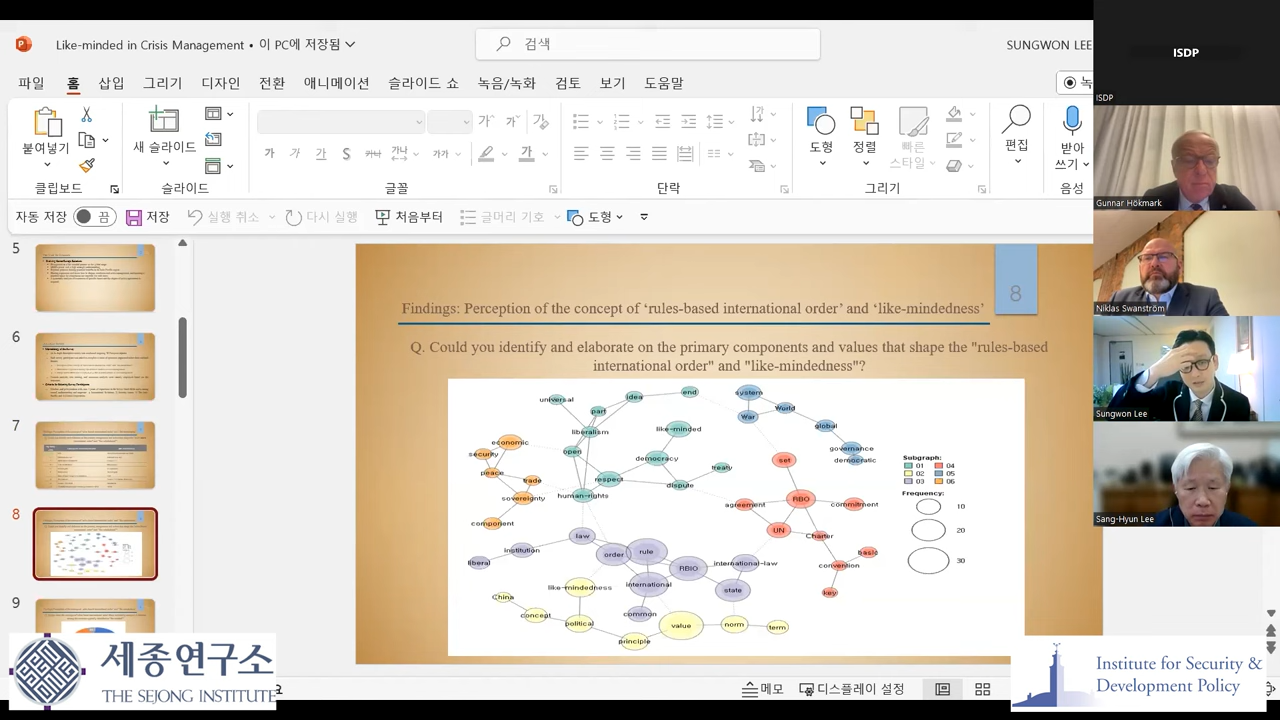 Like-minded in Crisis Management • 이 PC에 저장됨
검색
SUNGWON LEE
파일 홈 삽입 그리기 디자인 전환 애니메이션 슬라이드 쇼 녹음/녹화 검토 보기 도움말
붙여넣기
새 슬라이드
가 가 가 S 가나 가나 가가
도형
정렬
빠른
스타일
편집
받아
쓰기
클립보드 슬라이드 글꼴 단락 그리기 음성
자동 저장 끔 저장 실행 취소 다시 실행 처음부터 글머리 기호 도형
ISDP
ISDP
Gunnar Hökmark
Niklas Swanström
Sungwon Lee
Sang-Hyun Lee
5
6
7
8
9
8
Findings: Perception of the concept of ‘rules-based international order’ and ‘like-mindedness’
Q. Could you identify and elaborate on the primary components and values that shape the "rules-based
international order" and "like-mindedness"?
universal
part
idea
end
liberalism
like-minded
open
democracy
respect
treaty
dispute
human-rights
system
War
World
global
governance
democratic
economic
security
peace
trade
sovereignty
component
set
RBO
agreement
commitment
UN
Charter
basic
convention
key
law
institution
liberal
order
rule
RBIO
international-law
international
state
common
like-mindedness
China
concept
political
principle
value
norm
term
Subgraph:
01 04
02 05
03 06
Frequency:
10
20
30
세종연구소
THE SEJONG INSTITUTE
메모 디스플레이 설정
Institute for Security &
Development Policy